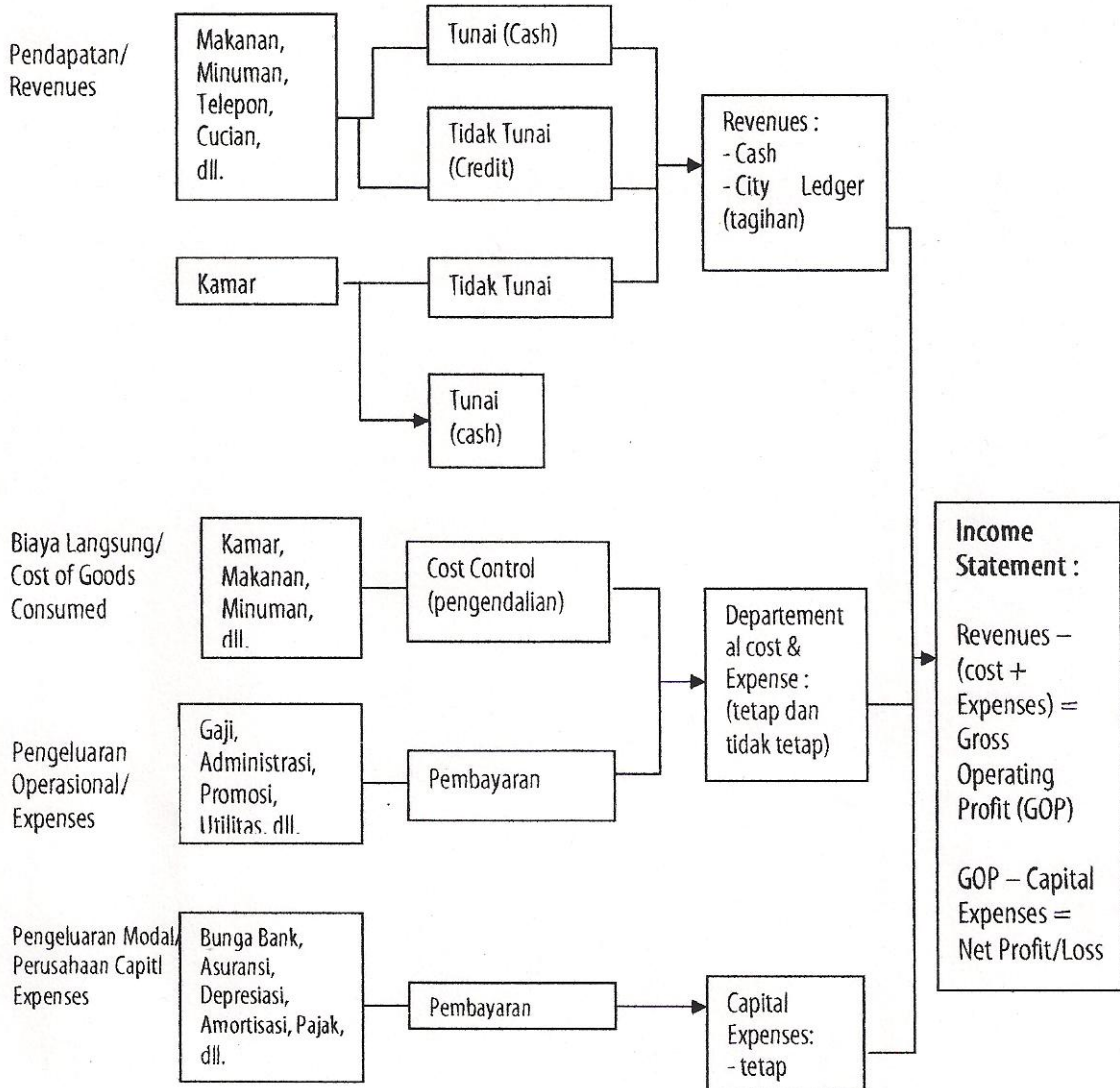 Pendapatan/
Revenues
Makanan,
Minuman,
Telepon,
Cucian,
dll.
Tunai (Cash)
Tidak Tunai
(Credit)
Revenues :
- Cash
- City Ledger
(tagihan)
Kamar
Tidak Tunai
Tunai
(cash)
Biaya Langsung/
Cost of Goods
Consumed
Kamar,
Makanan,
Minuman,
dll.
Cost Control
(pengendalian)
Departement
al cost &
Expense :
(tetap dan
tidak tetap)
Pengeluaran
Operasional/
Expenses
Gaji,
Administrasi,
Promosi,
Utilitas, dll.
Pembayaran
Pengeluaran Modal/
Perusahaan Capitl
Expenses
Bunga Bank,
Asuransi,
Depresiasi,
Amortisasi, Pajak,
dll.
Pembayaran
Capital
Expenses:
- tetap
Income
Statement :
Revenues –
(cost +
Expenses) =
Gross
Operating
Profit (GOP)
GOP – Capital
Expenses =
Net Profit/Loss